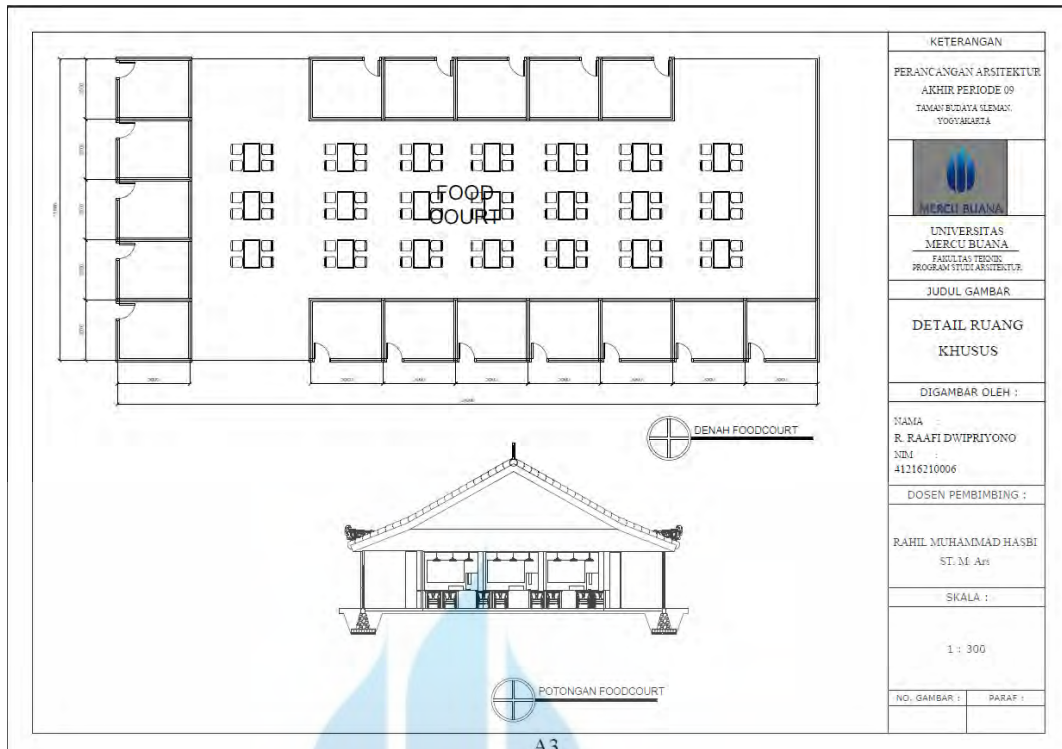 FOOD
COURT
DENAH FOODCOURT
POTONGAN FOODCOURT
A3
KETERANGAN
PERANCANGAN ARSITEKTUR
AKHIR PERIODE 09
TAMAN BUDAYA SLEMAN,
YOGYAKARTA
MERCU BUANA
UNIVERSITAS
MERCU BUANA
FAKULTAS TEKNIK
PROGRAM STUDI ARSITEKTUR
JUDUL GAMBAR
DETAIL RUANG
KHUSUS
DIGAMBAR OLEH :
NAMA :
R. RAAFI DWIPRIYONO
NIM :
41216210006
DOSEN PEMBIMBING :
RAHIL MUHAMMAD HASBI
ST. M. Ars
SKALA :
1 : 300
NO. GAMBAR :
PARAF :